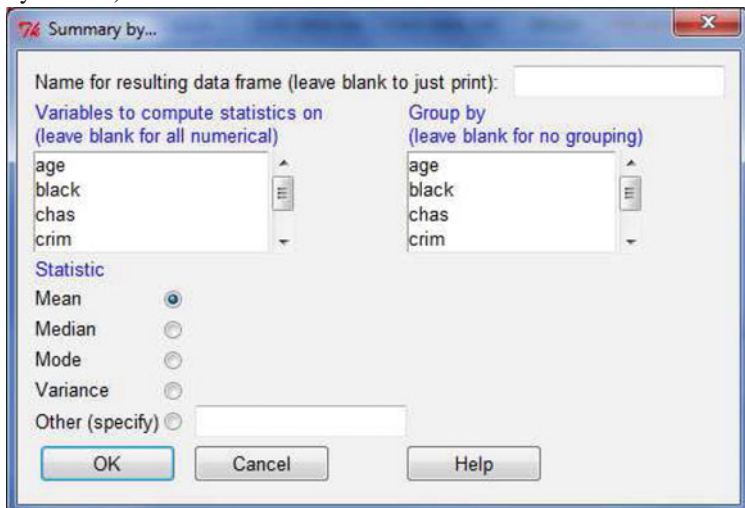 Summary by...
Name for resulting data frame (leave blank to just print):
Variables to compute statistics on
(leave blank for all numerical)
Group by
(leave blank for no grouping)
age
black
chas
crim
age
black
chas
crim
Statistic
Mean
Median
Mode
Variance
Other (specify)
OK Cancel Help